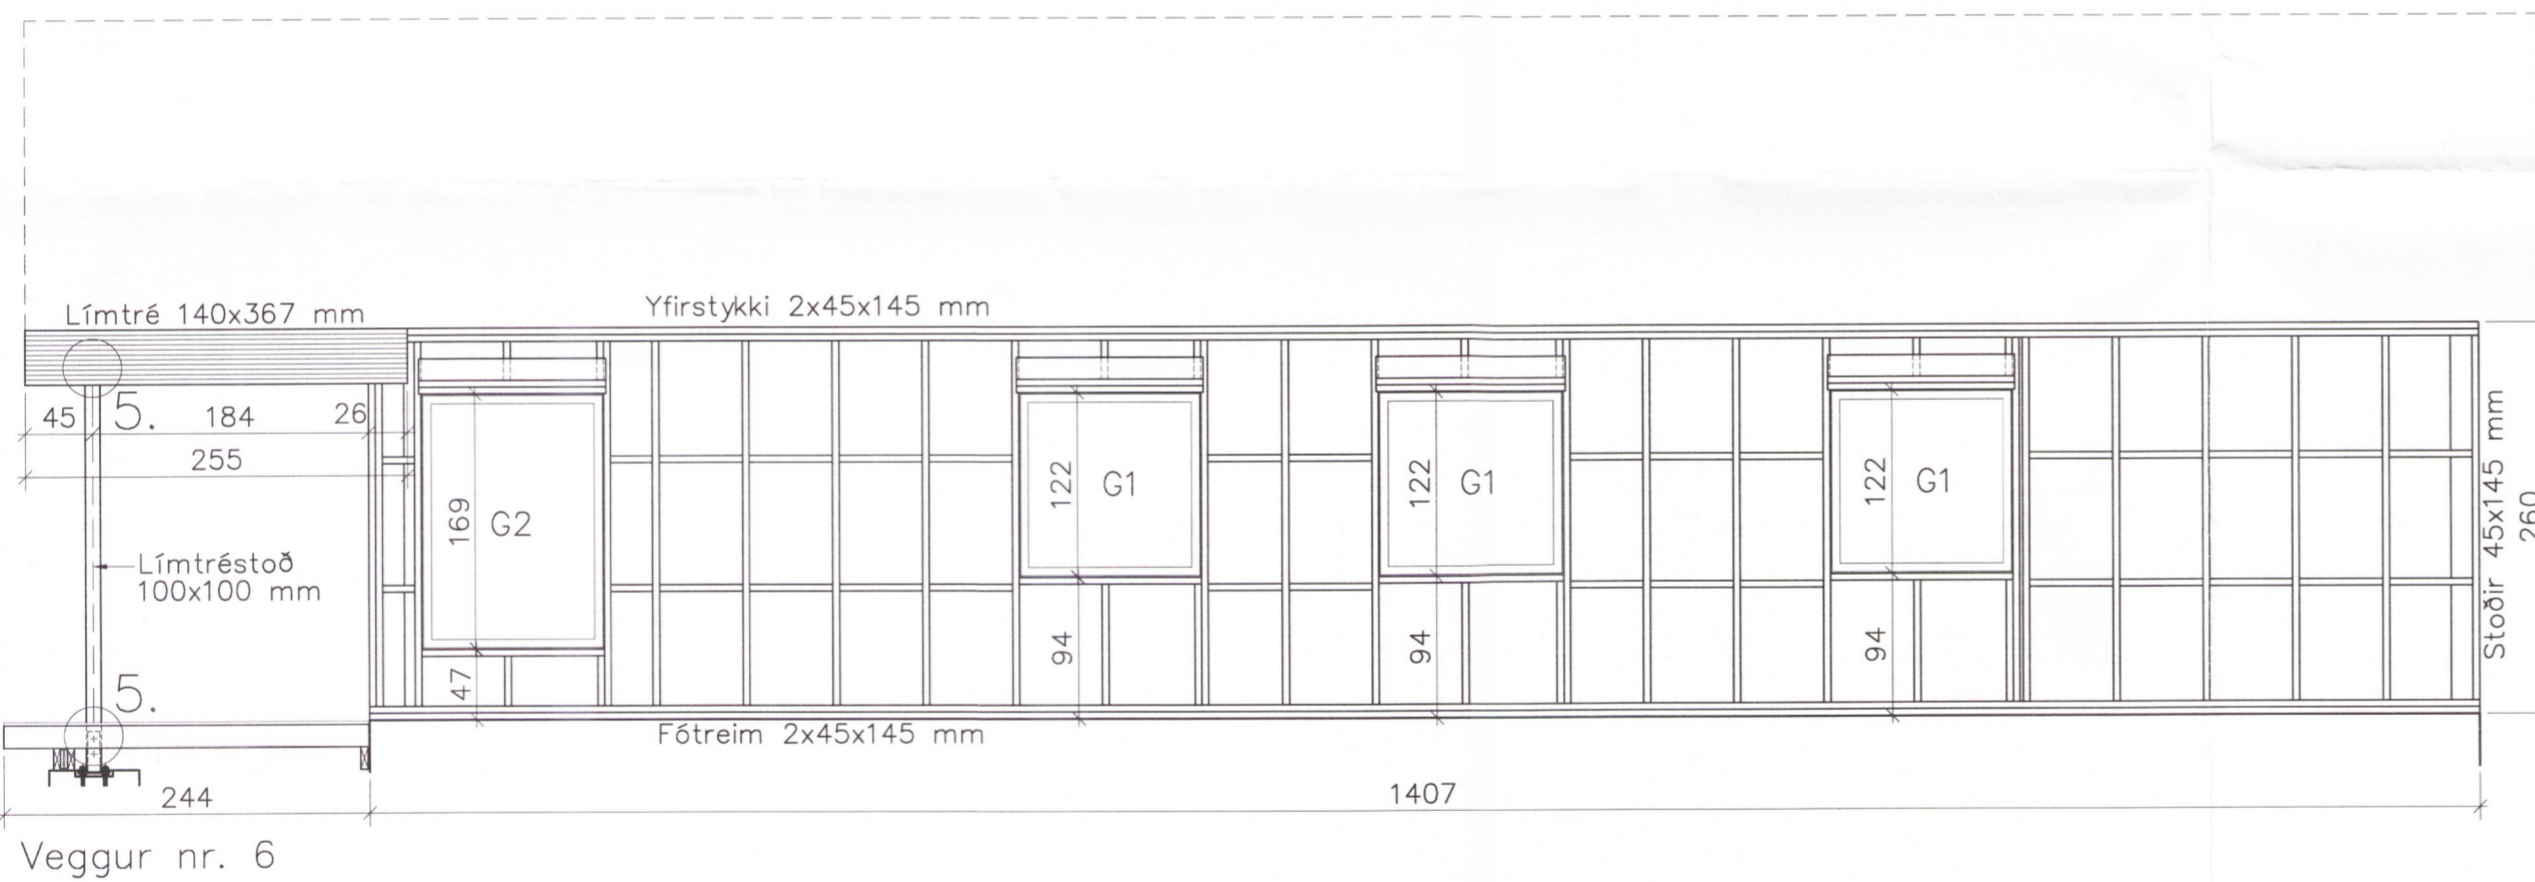 Límtré 140x367 mm
Yfirstykki 2x45x145 mm
45
5.
184
26
255
169
G2
122
G1
122
G1
122
G1
Stoðir 45x145 mm
260
Límtréstoð
100x100 mm
47
94
94
94
5.
Fótreim 2x45x145 mm
244
1407
Veggur nr. 6